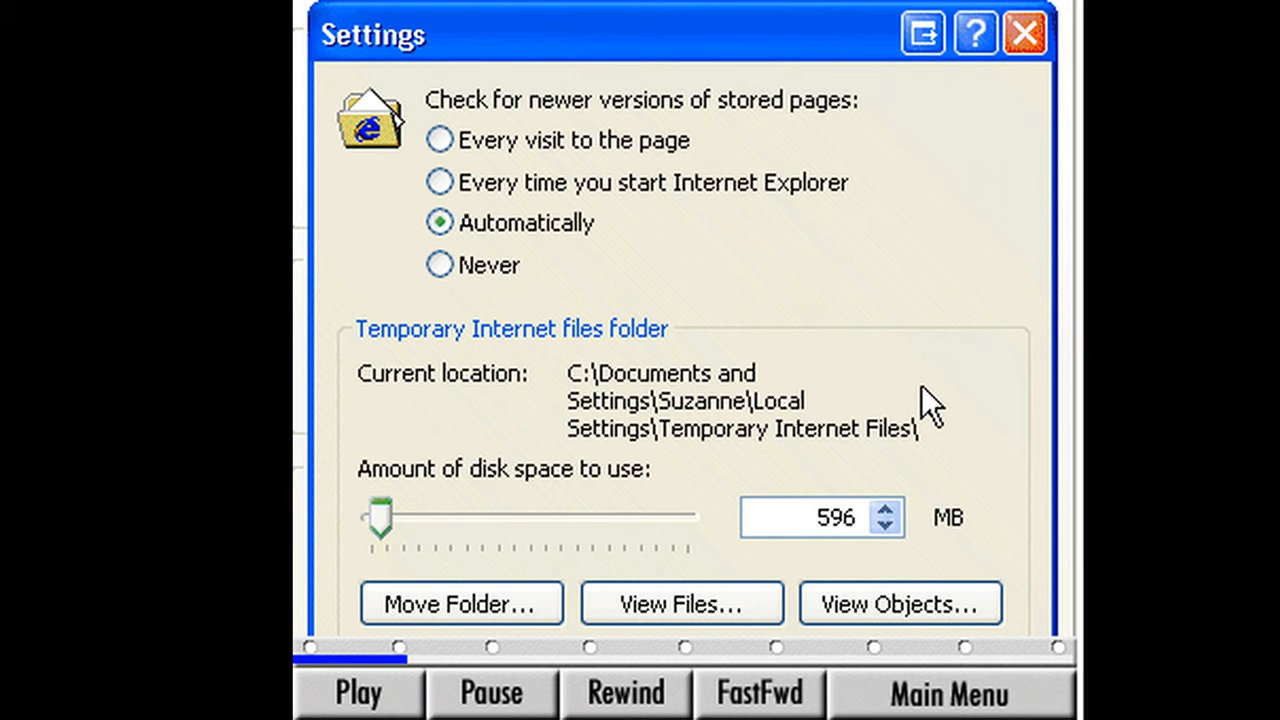 Settings
Check for newer versions of stored pages:
Every visit to the page
Every time you start Internet Explorer
Automatically
Never
Temporary Internet files folder
Current location: C:\Documents and
Settings\Suzanne\Local
Settings\Temporary Internet Files\
Amount of disk space to use:
596 MB
Move Folder... View Files... View Objects...
Play Pause Rewind FastFwd Main Menu